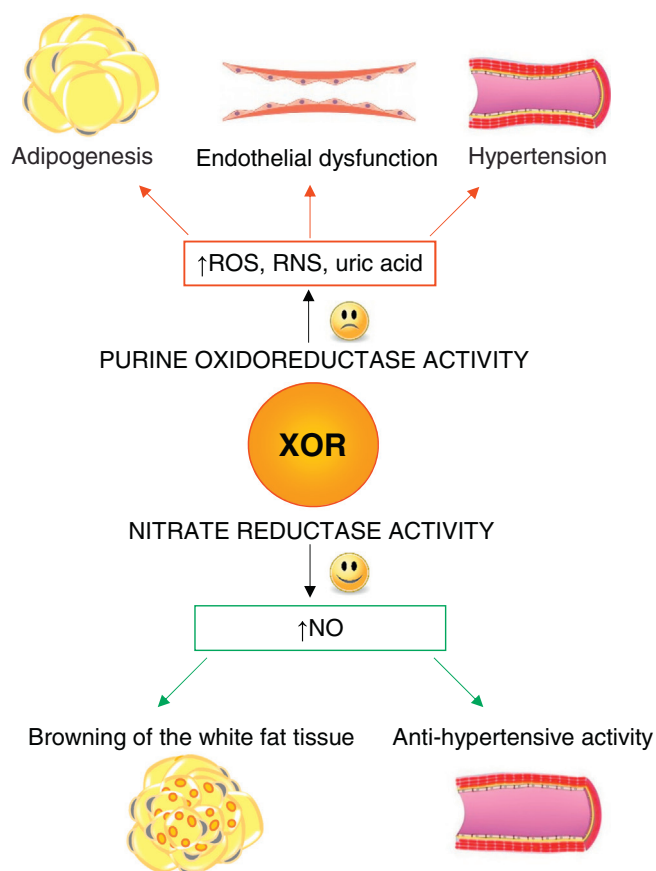 Adipogenesis
Endothelial dysfunction
Hypertension
↑ROS, RNS, uric acid
PURINE OXIDOREDUCTASE ACTIVITY
XOR
NITRATE REDUCTASE ACTIVITY
↑NO
Browning of the white fat tissue
Anti-hypertensive activity